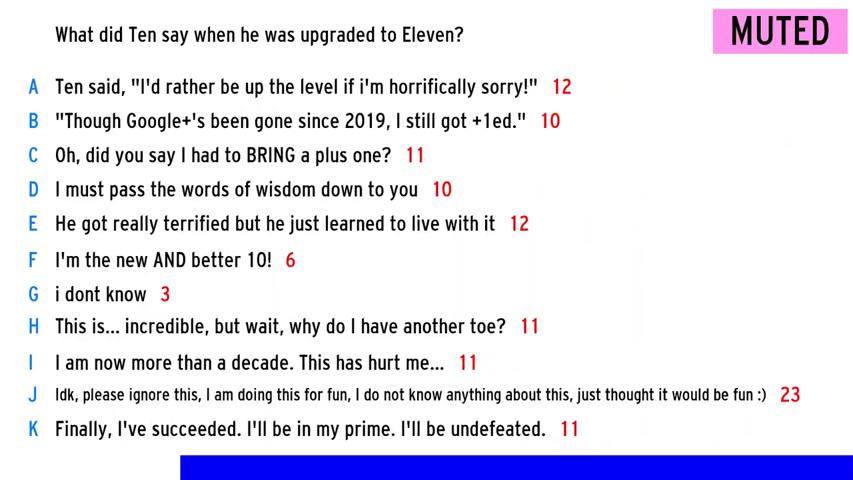 What did Ten say when he was upgraded to Eleven?
MUTED
A Ten said, "I'd rather be up the level if i'm horrifically sorry!" 12
B "Though Google+'s been gone since 2019, I still got +1ed." 10
C Oh, did you say I had to BRING a plus one? 11
D I must pass the words of wisdom down to you 10
E He got really terrified but he just learned to live with it 12
F I'm the new AND better 10! 6
G i dont know 3
H This is... incredible, but wait, why do I have another toe? 11
I I am now more than a decade. This has hurt me... 11
J Idk, please ignore this, I am doing this for fun, I do not know anything about this, just thought it would be fun :) 23
K Finally, I've succeeded. I'll be in my prime. I'll be undefeated. 11